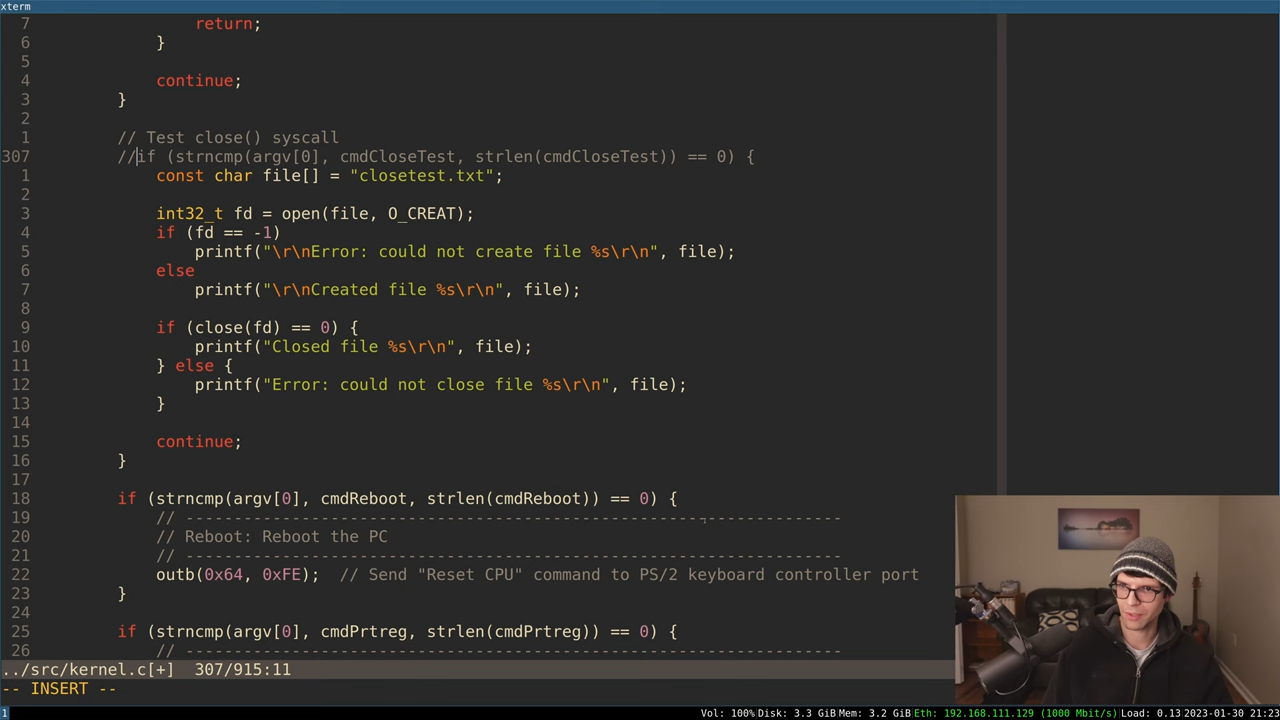 xterm
7                 return;
6             }
5
4             continue;
3         }
2
1         // Test close() syscall
307         //if (strncmp(argv[0], cmdCloseTest, strlen(cmdCloseTest)) == 0) {
1             const char file[] = "closetest.txt";
2
3             int32_t fd = open(file, O_CREAT);
4             if (fd == -1)
5                 printf("\r\nError: could not create file %s\r\n", file);
6             else
7                 printf("\r\nCreated file %s\r\n", file);
8
9             if (close(fd) == 0) {
10                 printf("Closed file %s\r\n", file);
11             } else {
12                 printf("Error: could not close file %s\r\n", file);
13             }
14
15             continue;
16         }
17
18         if (strncmp(argv[0], cmdReboot, strlen(cmdReboot)) == 0) {
19             // --------------------------------------------------------------------
20             // Reboot: Reboot the PC
21             // --------------------------------------------------------------------
22             outb(0x64, 0xFE);  // Send "Reset CPU" command to PS/2 keyboard controller port
23         }
24
25         if (strncmp(argv[0], cmdPrtreg, strlen(cmdPrtreg)) == 0) {
26             // --------------------------------------------------------------------
../src/kernel.c[+]  307/915:11
-- INSERT --
1 Vol: 100% Disk: 3.3 GiB Mem: 3.2 GiB Eth: 192.168.111.129 (1000 Mbit/s) Load: 0.13 2023-01-30 21:23